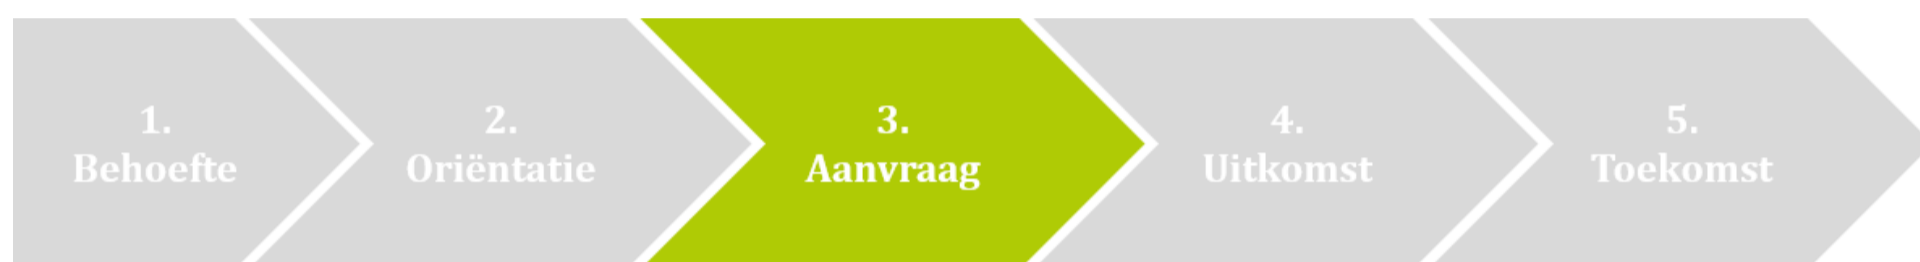 1.
Behoefte
2.
Oriëntatie
3.
Aanvraag
4.
Uitkomst
5.
Toekomst